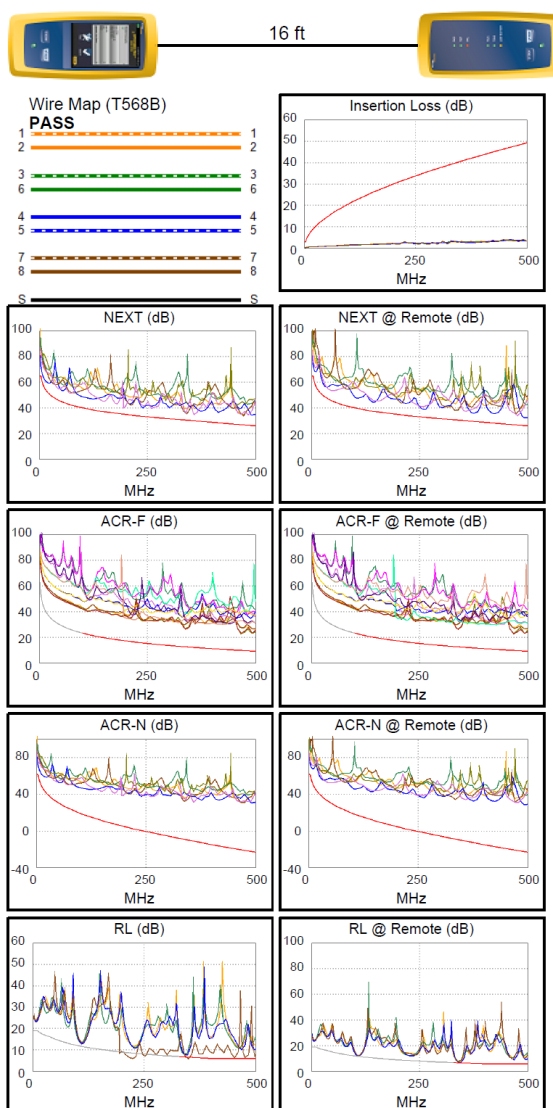 16 ft
Wire Map (T568B)
PASS
1 1
2 2
3 3
6 6
4 4
5 5
7 7
8 8
S S
Insertion Loss (dB)
60
50
40
30
20
10
0
0 250 500
MHz
NEXT (dB)
100
80
60
40
20
0
0 250 500
MHz
NEXT @ Remote (dB)
100
80
60
40
20
0
0 250 500
MHz
ACR-F (dB)
100
80
60
40
20
0
0 250 500
MHz
ACR-F @ Remote (dB)
100
80
60
40
20
0
0 250 500
MHz
ACR-N (dB)
80
40
0
-40
0 250 500
MHz
ACR-N @ Remote (dB)
80
40
0
-40
0 250 500
MHz
RL (dB)
60
50
40
30
20
10
0
0 250 500
MHz
RL @ Remote (dB)
100
80
60
40
20
0
0 250 500
MHz